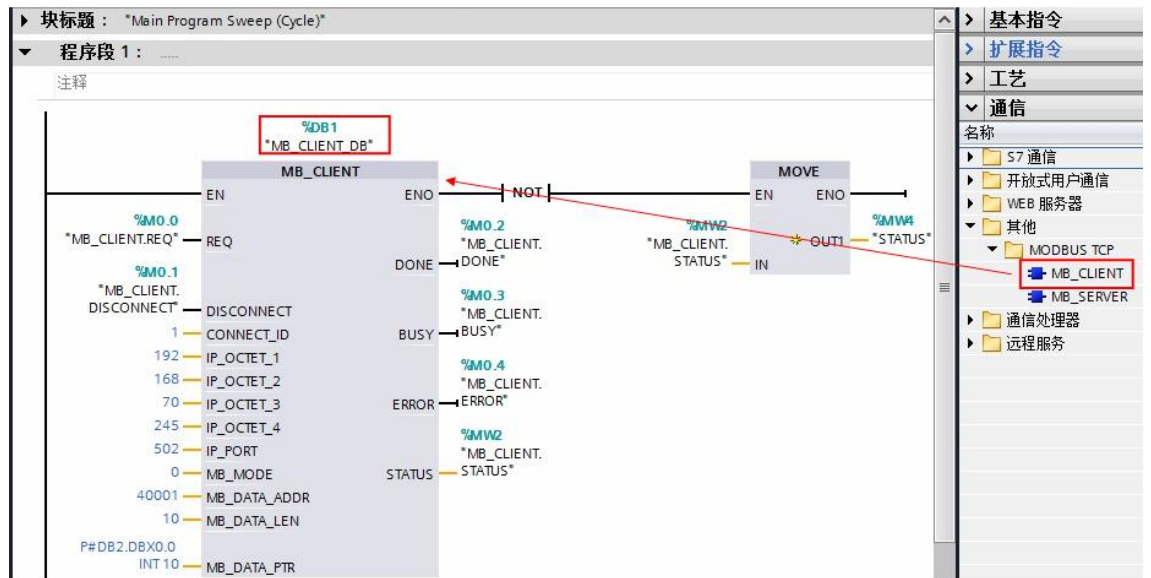 块标题： "Main Program Sweep (Cycle)"
程序段 1： ......
注释
%DB1
"MB_CLIENT_DB"
MB_CLIENT
EN
ENO
NOT
MOVE
EN
ENO
%M0.0
"MB_CLIENT.REQ"
REQ
%M0.2
"MB_CLIENT.
DONE"
DONE
%MW2
"MB_CLIENT.
STATUS"
IN
OUT1
%MW4
"STATUS"
%M0.1
"MB_CLIENT.
DISCONNECT"
DISCONNECT
%M0.3
"MB_CLIENT.
BUSY"
BUSY
1
CONNECT_ID
192
IP_OCTET_1
168
IP_OCTET_2
%M0.4
"MB_CLIENT.
ERROR"
ERROR
70
IP_OCTET_3
245
IP_OCTET_4
502
IP_PORT
%MW2
"MB_CLIENT.
STATUS"
STATUS
0
MB_MODE
40001
MB_DATA_ADDR
10
MB_DATA_LEN
P#DB2.DBX0.0
INT 10
MB_DATA_PTR
基本指令
扩展指令
工艺
通信
名称
S7 通信
开放式用户通信
WEB 服务器
其他
MODBUS TCP
MB_CLIENT
MB_SERVER
通信处理器
远程服务